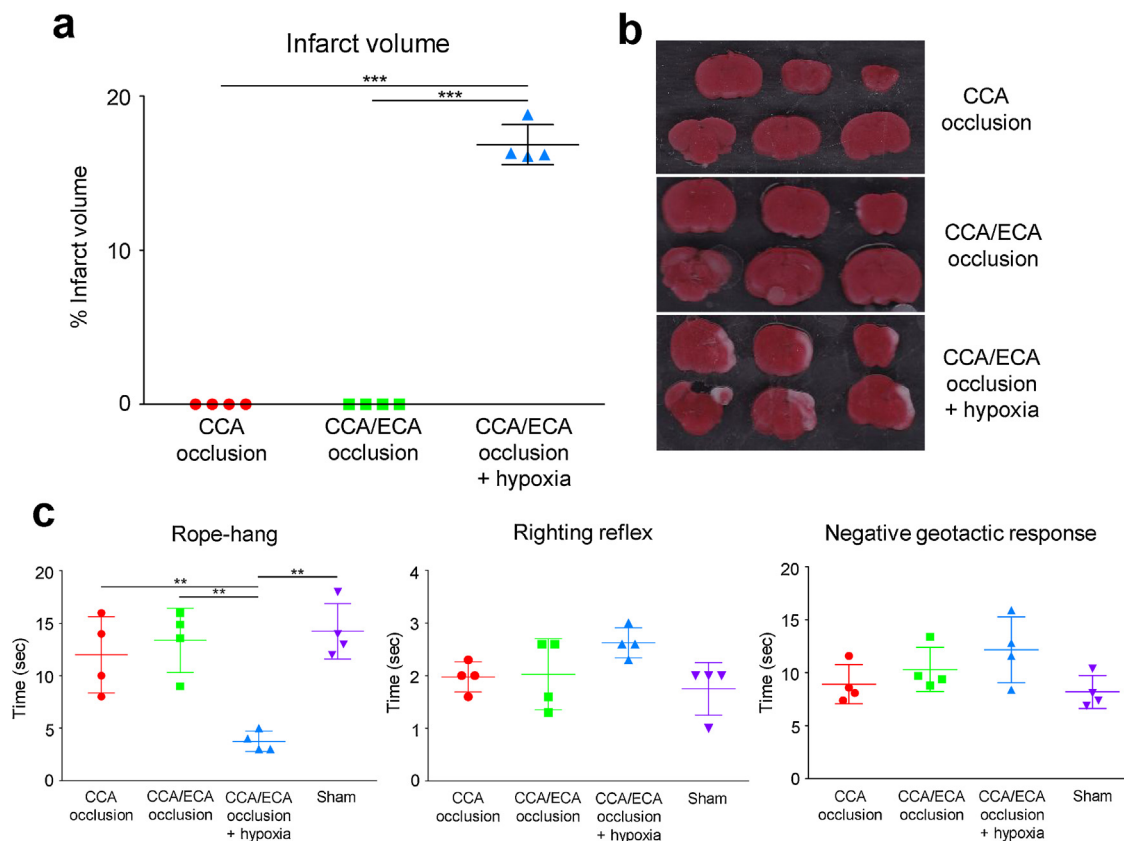 a
Infarct volume
***
***
20
10
0
% Infarct volume
CCA
occlusion
CCA/ECA
occlusion
CCA/ECA
occlusion
+ hypoxia
b
CCA
occlusion
CCA/ECA
occlusion
CCA/ECA
occlusion
+ hypoxia
c
Rope-hang
**
**
**
20
15
10
5
0
Time (sec)
CCA
occlusion
CCA/ECA
occlusion
CCA/ECA
occlusion
+ hypoxia
Sham
Righting reflex
4
3
2
1
0
Time (sec)
CCA
occlusion
CCA/ECA
occlusion
CCA/ECA
occlusion
+ hypoxia
Sham
Negative geotactic response
20
15
10
5
0
Time (sec)
CCA
occlusion
CCA/ECA
occlusion
CCA/ECA
occlusion
+ hypoxia
Sham